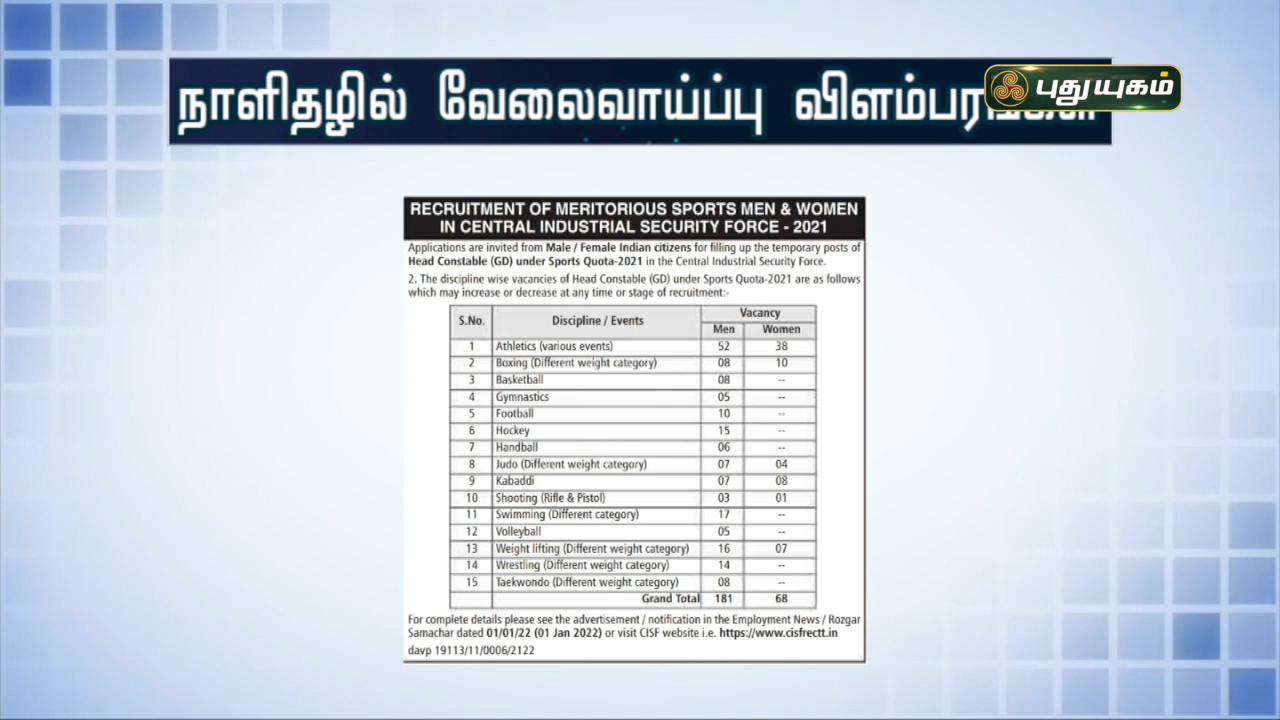 நாளிதழில் வேலைவாய்ப்பு
புதுயுகம்
RECRUITMENT OF MERITORIOUS SPORTS MEN & WOMEN
IN CENTRAL INDUSTRIAL SECURITY FORCE - 2021
Applications are invited from Male / Female Indian citizens for filling up the temporary posts of
Head Constable (GD) under Sports Quota-2021 in the Central Industrial Security Force.
2. The discipline wise vacancies of Head Constable (GD) under Sports Quota-2021 are as follows
which may increase or decrease at any time or stage of recruitment:-
S.No. Discipline / Events Vacancy
Men Women
1 Athletics (various events) 52 38
2 Boxing (Different weight category) 08 10
3 Basketball 08 --
4 Gymnastics 05 --
5 Football 10 --
6 Hockey 15 --
7 Handball 06 --
8 Judo (Different weight category) 07 04
9 Kabaddi 07 08
10 Shooting (Rifle & Pistol) 03 01
11 Swimming (Different category) 17 --
12 Volleyball 05 --
13 Weight lifting (Different weight category) 16 07
14 Wrestling (Different weight category) 14 --
15 Taekwondo (Different weight category) 08 --
Grand Total 181 68
For complete details please see the advertisement / notification in the Employment News / Rozgar
Samachar dated 01/01/22 (01 Jan 2022) or visit CISF website i.e. https://www.cisfrectt.in
davp 19113/11/0006/2122